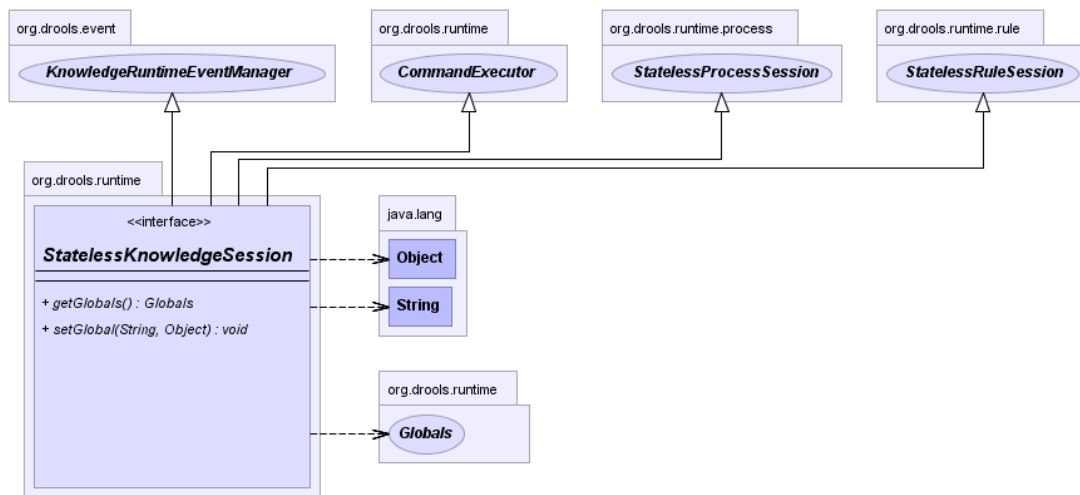 org.drools.event
KnowledgeRuntimeEventManager
org.drools.runtime
CommandExecutor
org.drools.runtime.process
StatelessProcessSession
org.drools.runtime.rule
StatelessRuleSession
org.drools.runtime
<<interface>>
StatelessKnowledgeSession
+ getGlobals() : Globals
+ setGlobal(String, Object) : void
java.lang
Object
String
org.drools.runtime
Globals